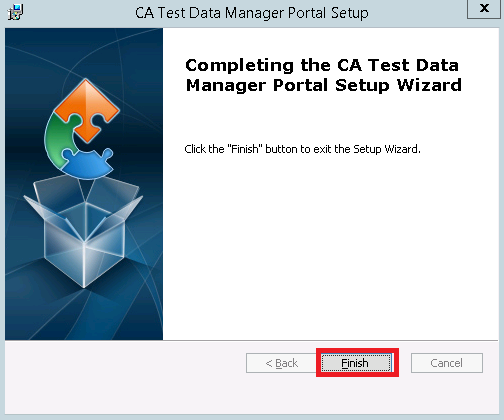 CA Test Data Manager Portal Setup
x
Completing the CA Test Data
Manager Portal Setup Wizard
Click the "Finish" button to exit the Setup Wizard.
< Back
Finish
Cancel